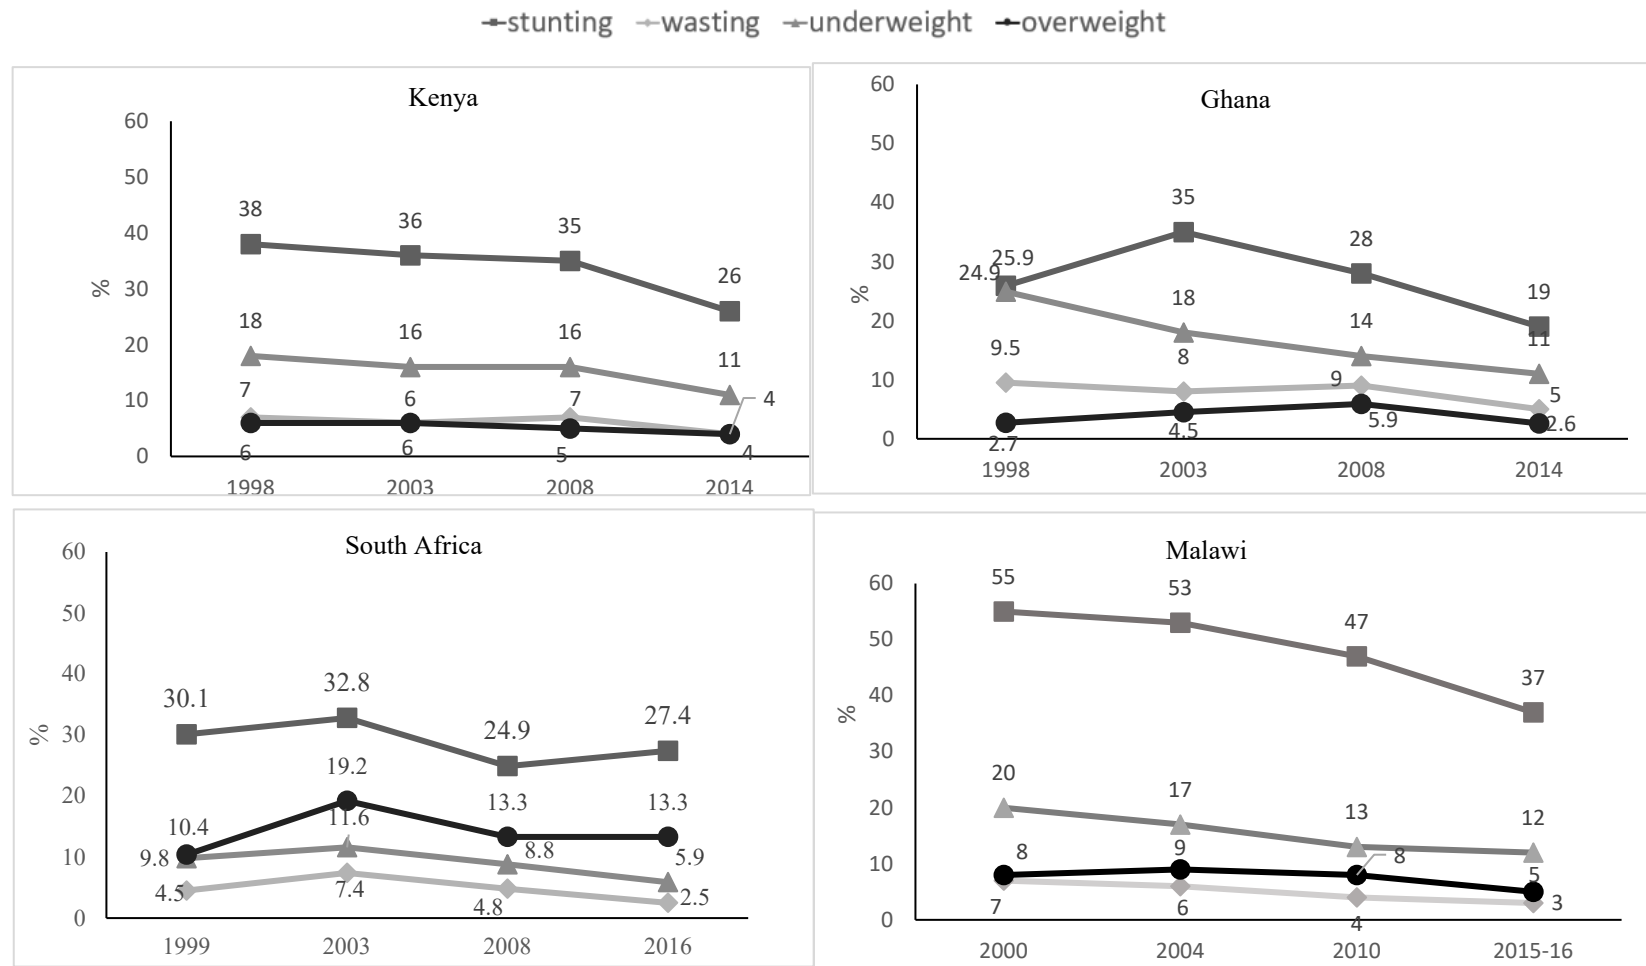 stunting wasting underweight overweight
Kenya
%
60
50
40
30
20
10
0
38 36 35 26
18 16 16 11
7 6 7 4
6 6 5 4
1998 2003 2008 2014
Ghana
%
60
50
40
30
20
10
0
25.9 35 28 19
24.9 18 14 11
9.5 8 9 5
2.7 4.5 5.9 2.6
1998 2003 2008 2014
South Africa
%
60
50
40
30
20
10
0
30.1 32.8 24.9 27.4
10.4 19.2 13.3 13.3
9.8 11.6 8.8 5.9
4.5 7.4 4.8 2.5
1999 2003 2008 2016
Malawi
%
60
50
40
30
20
10
0
55 53 47 37
20 17 13 12
8 9 8 5
7 6 4 3
2000 2004 2010 2015-16